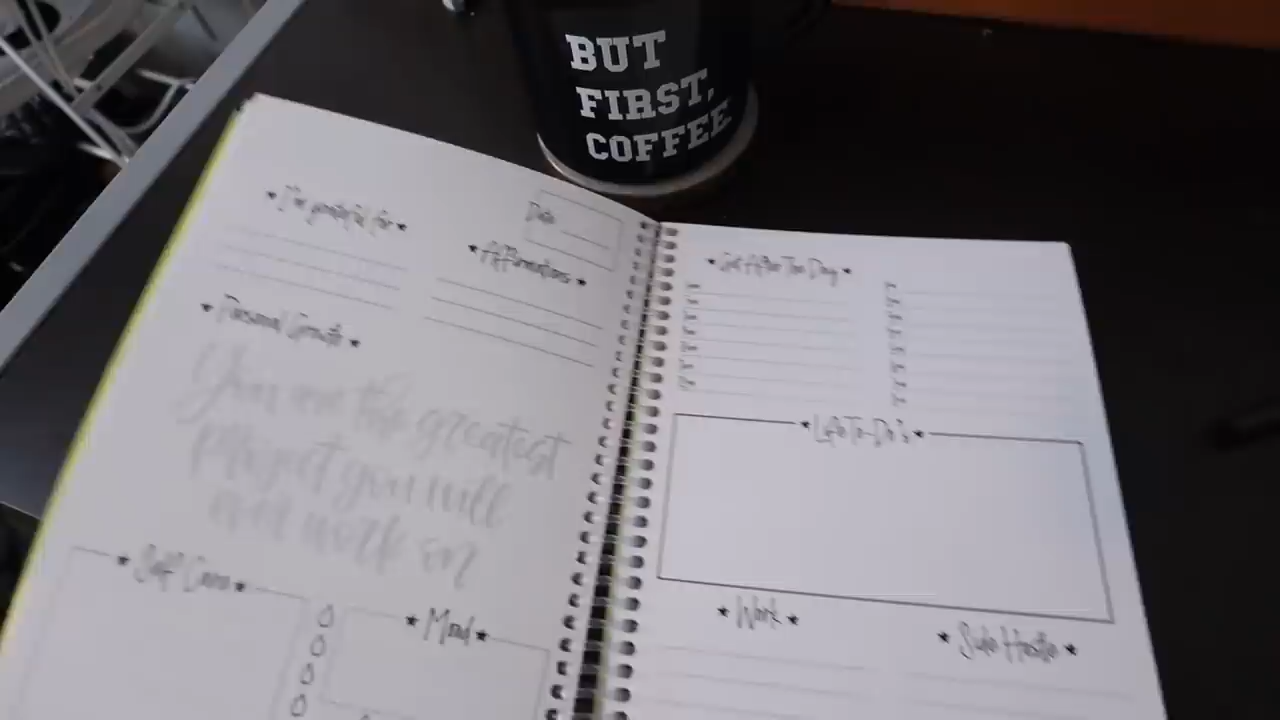 BUT
FIRST,
COFFEE
I'm grateful for
Date
Affirmations
Personal Growth
You are the greatest
project you will
ever work on
Self Care
Mood
Get After The Day
Life To-Do's
Work
Side Hustle